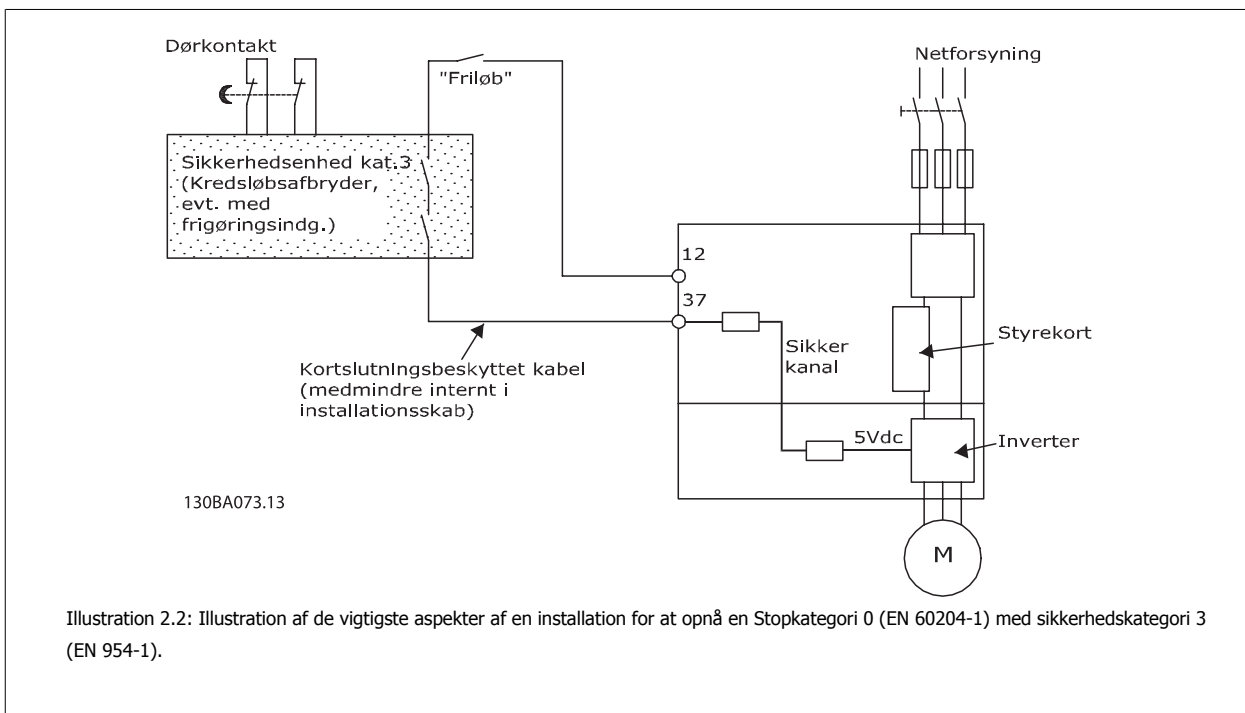 Dørkontakt
"Friløb"
Netforsyning
Sikkerhedsenhed kat.3
(Kredsløbsafbryder,
evt. med
frigøringsindg.)
12
37
Kortslutningsbeskyttet kabel
(medmindre internt i
installationsskab)
Sikker
kanal
Styrekort
5Vdc
Inverter
M
130BA073.13
Illustration 2.2: Illustration af de vigtigste aspekter af en installation for at opnå en Stopkategori 0 (EN 60204-1) med sikkerhedskategori 3
(EN 954-1).